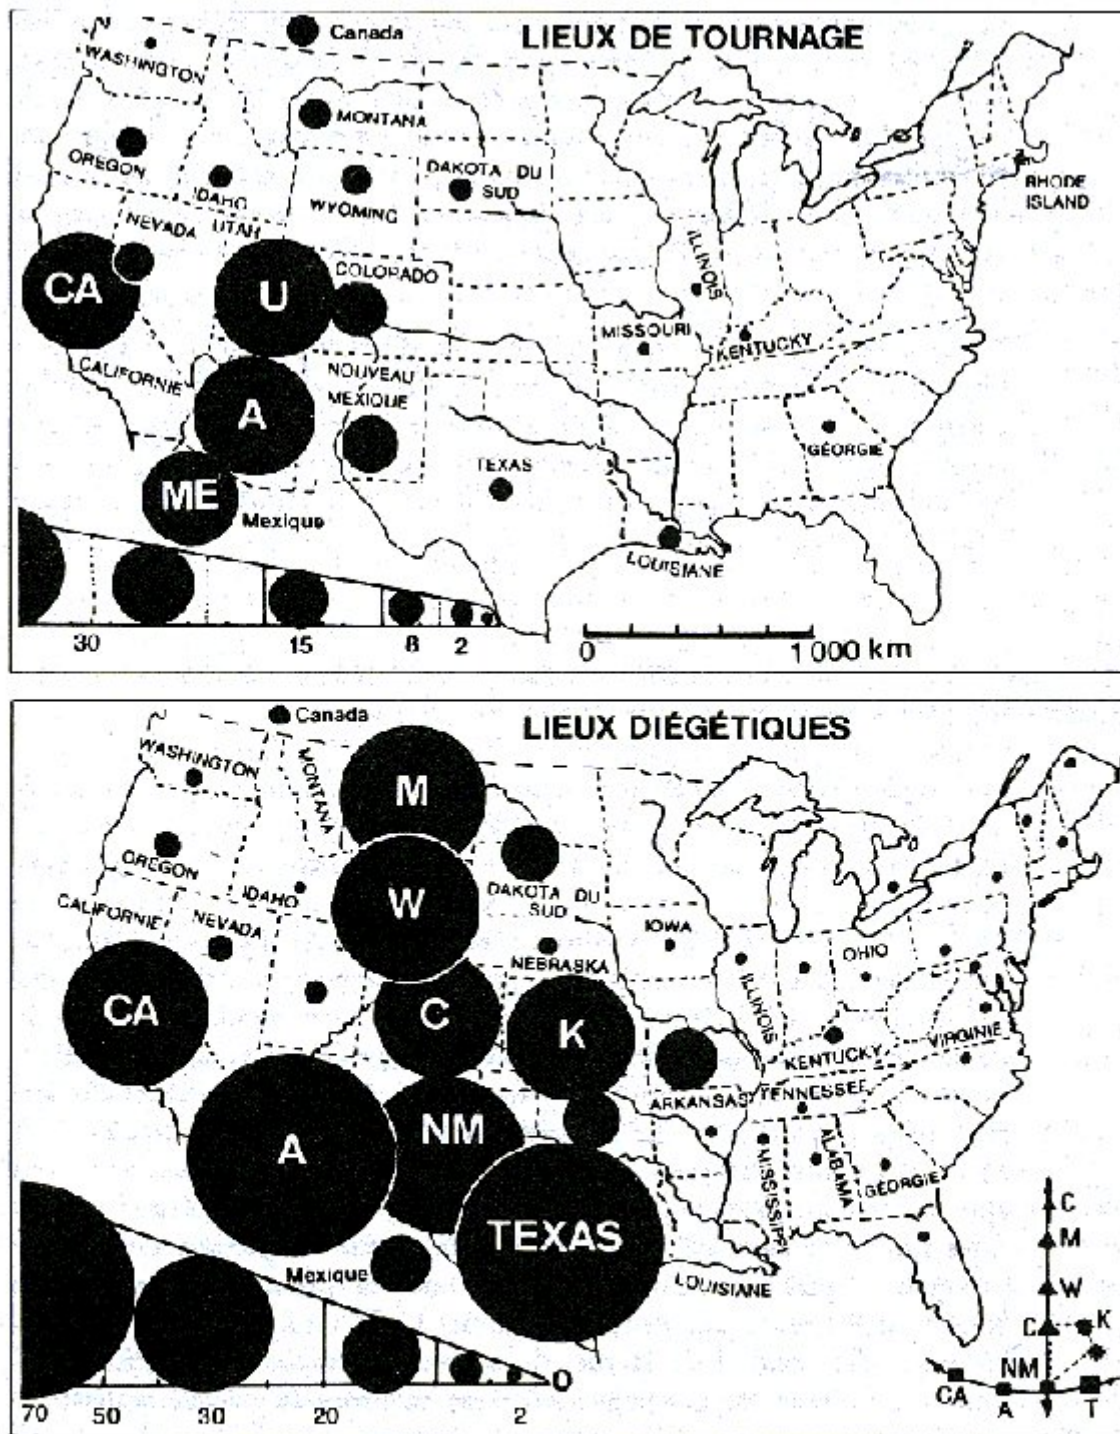 LIEUX DE TOURNAGE
Canada
WASHINGTON
MONTANA
OREGON
IDAHO
WYOMING
DAKOTA DU
SUD
RHODE
ISLAND
NEVADA
UTAH
CA
U
COLORADO
ILLINOIS
MISSOURI
KENTUCKY
CALIFORNIE
NOUVEAU
MEXIQUE
A
GÉORGIE
TEXAS
ME
Mexique
LOUISIANE
30
15
8
2
0
1 000 km
LIEUX DIÉGÉTIQUES
Canada
WASHINGTON
MONTANA
M
OREGON
IDAHO
W
DAKOTA DU
SUD
CALIFORNIE
NEVADA
IOWA
NEBRASKA
OHIO
ILLINOIS
CA
C
K
KENTUCKY
VIRGINIE
ARKANSAS
TENNESSEE
A
NM
MISSISSIPPI
ALABAMA
GÉORGIE
TEXAS
Mexique
LOUISIANE
C
M
W
C
K
NM
CA
A
T
0
70
50
30
20
2